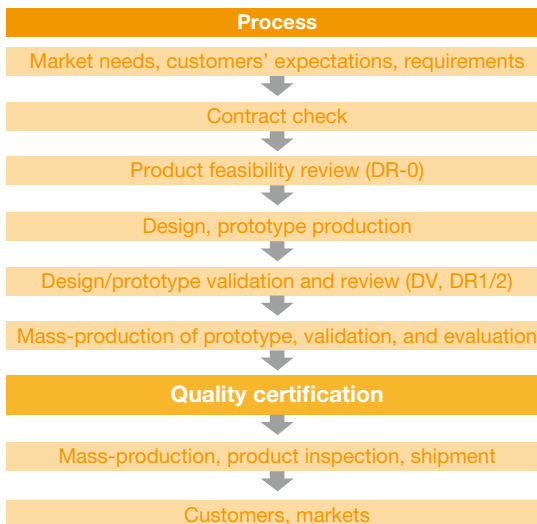 Process
Market needs, customers’ expectations, requirements
Contract check
Product feasibility review (DR-0)
Design, prototype production
Design/prototype validation and review (DV, DR1/2)
Mass-production of prototype, validation, and evaluation
Quality certification
Mass-production, product inspection, shipment
Customers, markets